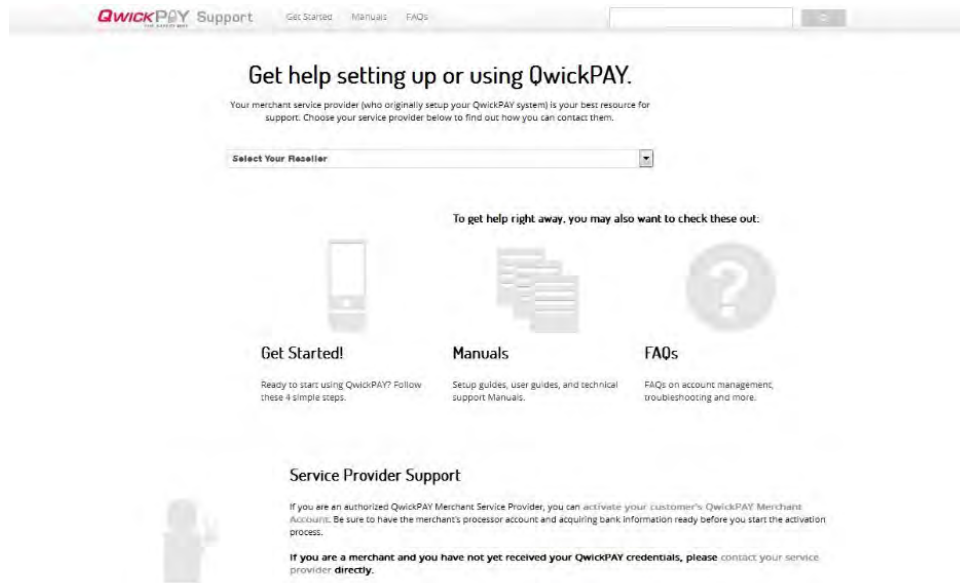 QWICKPAY Support Get Started Manuals FAQs
Get help setting up or using QwickPAY.
Your merchant service provider (who originally setup your QwickPAY system) is your best resource for
support. Choose your service provider below to find out how you can contact them.
Select Your Reseller
To get help right away, you may also want to check these out:
Get Started!
Ready to start using QwickPAY? Follow
these 4 simple steps.
Manuals
Setup guides, user guides, and technical
support Manuals.
FAQs
FAQs on account management,
troubleshooting and more.
Service Provider Support
If you are an authorized QwickPAY Merchant Service Provider, you can activate your customer's QwickPAY Merchant
Account. Be sure to have the merchant's processor account and acquiring bank information ready before you start the activation
process.
If you are a merchant and you have not yet received your QwickPAY credentials, please contact your service
provider directly.